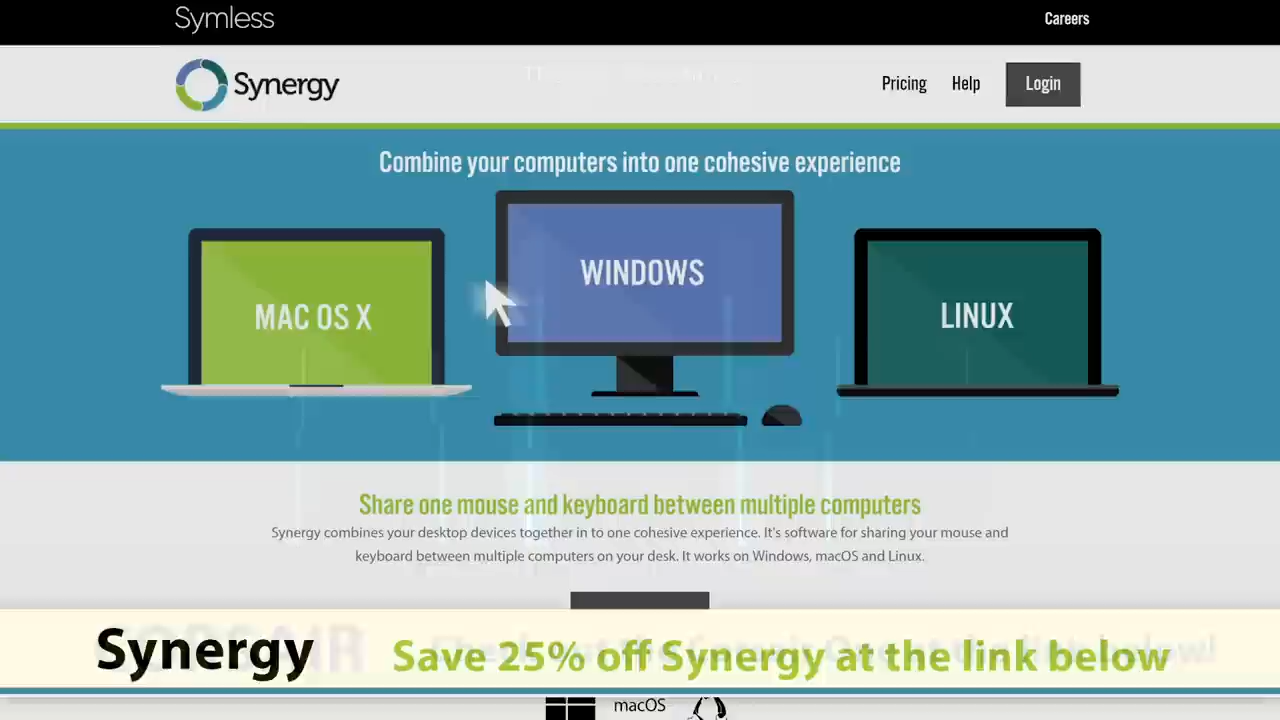 Symless
Careers
Synergy
Pricing
Help
Login
Combine your computers into one cohesive experience
MAC OS X
WINDOWS
LINUX
Share one mouse and keyboard between multiple computers
Synergy combines your desktop devices together in to one cohesive experience. It's software for sharing your mouse and
keyboard between multiple computers on your desk. It works on Windows, macOS and Linux.
Synergy
Save 25% off Synergy at the link below
macOS